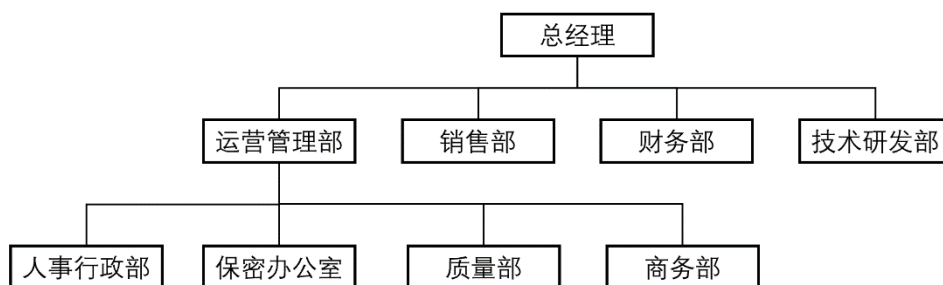 总经理
运营管理部
销售部
财务部
技术研发部
人事行政部
保密办公室
质量部
商务部